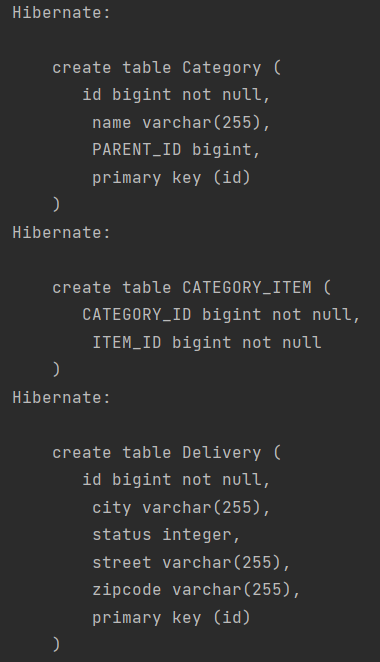 Hibernate:
create table Category (
id bigint not null,
name varchar(255),
PARENT_ID bigint,
primary key (id)
)
Hibernate:
create table CATEGORY_ITEM (
CATEGORY_ID bigint not null,
ITEM_ID bigint not null
)
Hibernate:
create table Delivery (
id bigint not null,
city varchar(255),
status integer,
street varchar(255),
zipcode varchar(255),
primary key (id)
)